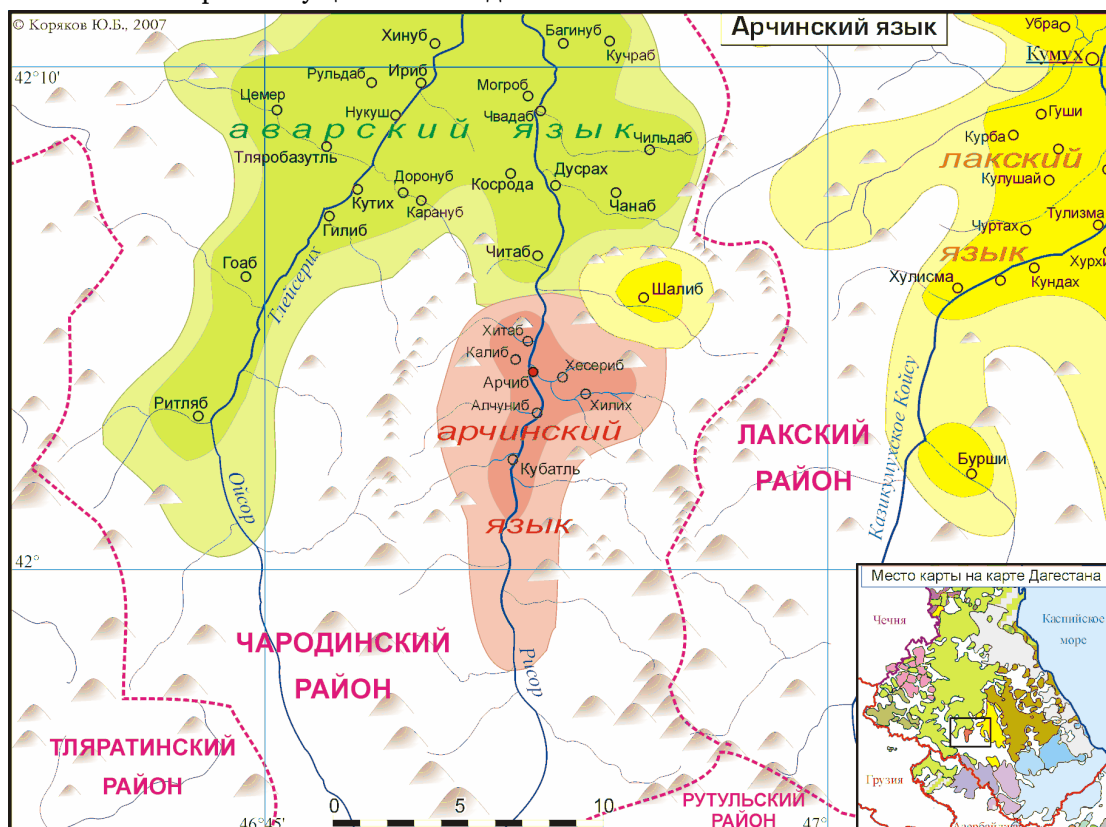 © Коряков Ю.Б., 2007
Арчинский язык
42°10'
Хинуб
Багинуб
Кучраб
Убра
Кумух
Рульдаб
Ириб
Могроб
Цемер
Нукуш
Чвадаб
Гуши
Курба
аварский язык
Тляробазутль
Чильдаб
лакский
Косрода
Дусрах
Кулушай
Доронуб
Кутих
Карануб
Чанаб
Гилиб
Тулизма
Чуртах
язык
Читаб
Гоаб
Тлейсерих
Шалиб
Хулисма
Кундах
Хурхи
Хитаб
Калиб
Хесериб
Арчиб
Алчуниб
Хилих
Ритляб
арчинский
Кубатль
язык
ЛАКСКИЙ
РАЙОН
Казикумухское Койсу
Бурши
Ойсор
42°
Рисор
ЧАРОДИНСКИЙ
РАЙОН
ТЛЯРАТИНСКИЙ
РАЙОН
РУТУЛЬСКИЙ
РАЙОН
0 5 10
46°45'
47°
Место карты на карте Дагестана
Чечня
Каспийское
море
Грузия